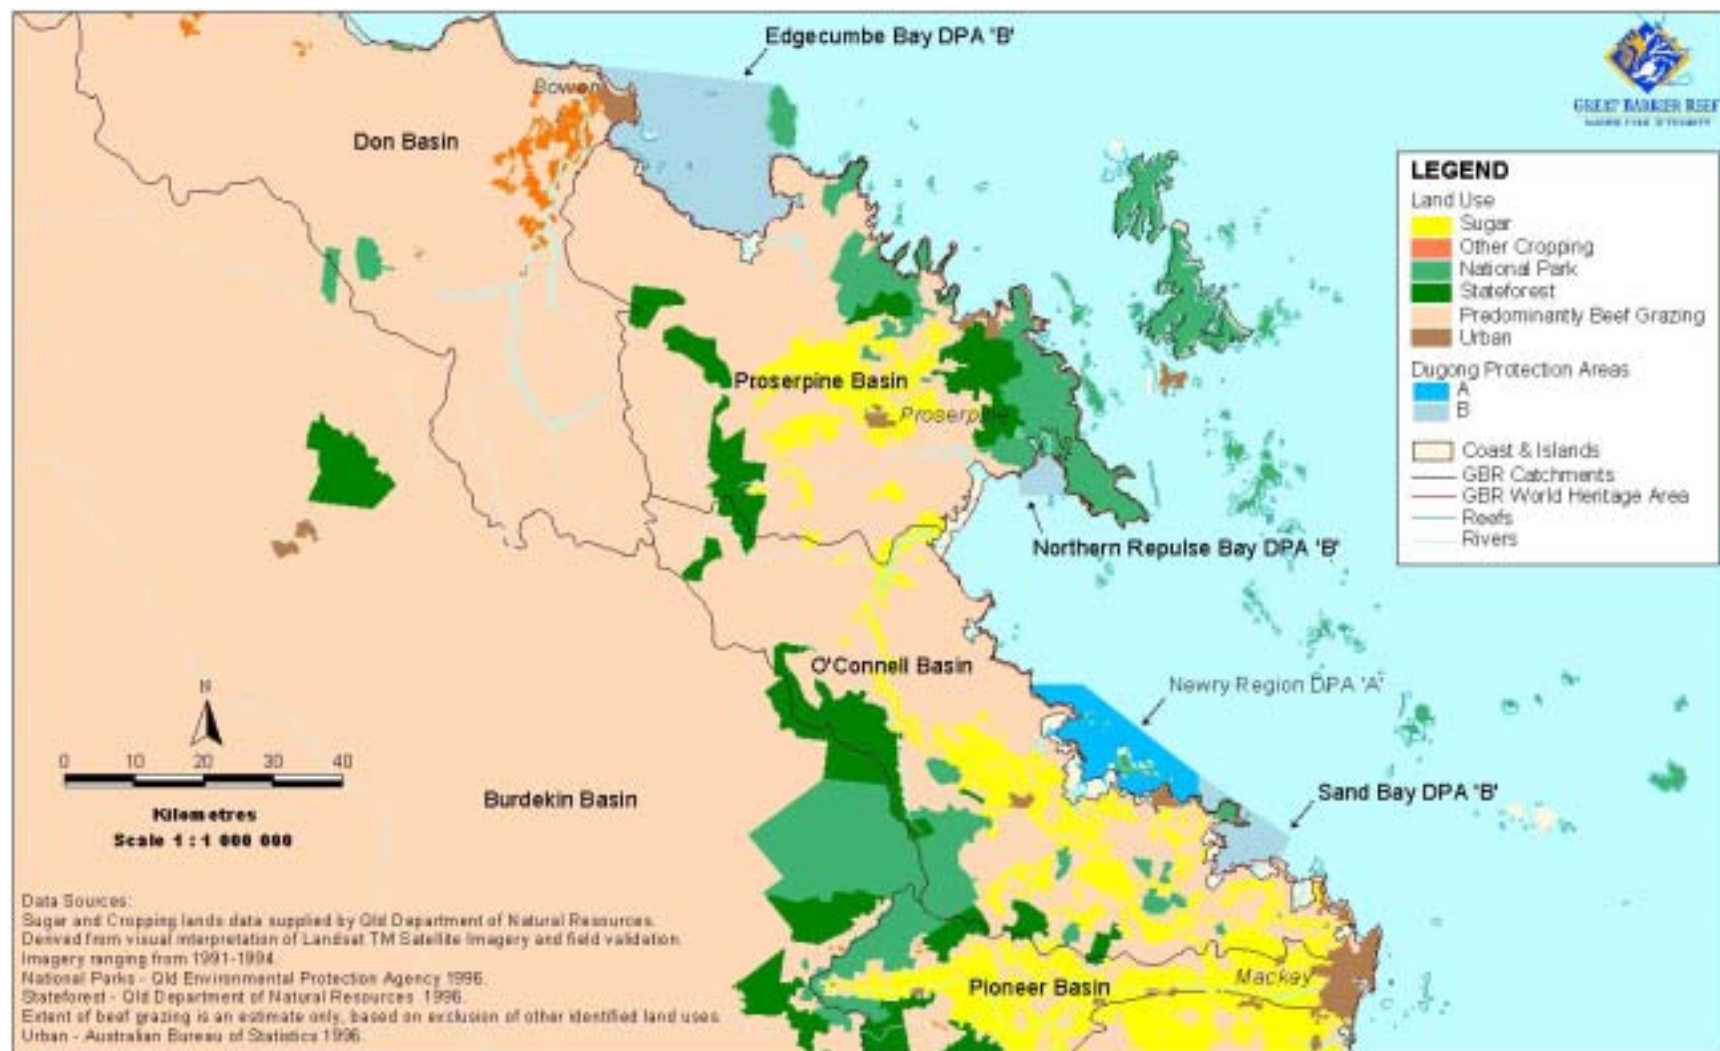 Edgecumbe Bay DPA 'B'
GREAT BARRIER REEF
Bowen
Don Basin
LEGEND
Land Use
Sugar
Other Cropping
National Park
Stateforest
Predominantly Beef Grazing
Urban
Dugong Protection Areas
A
B
Coast & Islands
GBR Catchments
GBR World Heritage Area
Reefs
Rivers
Proserpine Basin
Proserpine
Northern Repulse Bay DPA 'B'
O'Connell Basin
Newry Region DPA 'A'
Sand Bay DPA 'B'
N
0 10 20 30 40
Kilometres
Scale 1 : 1 000 000
Burdekin Basin
Pioneer Basin
Mackay
Data Sources:
Sugar and Cropping lands data supplied by Qld Department of Natural Resources.
Derived from visual interpretation of Landsat TM Satellite Imagery and field validation.
Imagery ranging from 1991-1994
National Parks - Qld Environmental Protection Agency 1996.
Stateforest - Qld Department of Natural Resources 1996.
Extent of beef grazing is an estimate only, based on exclusion of other identified land uses.
Urban - Australian Bureau of Statistics 1996.